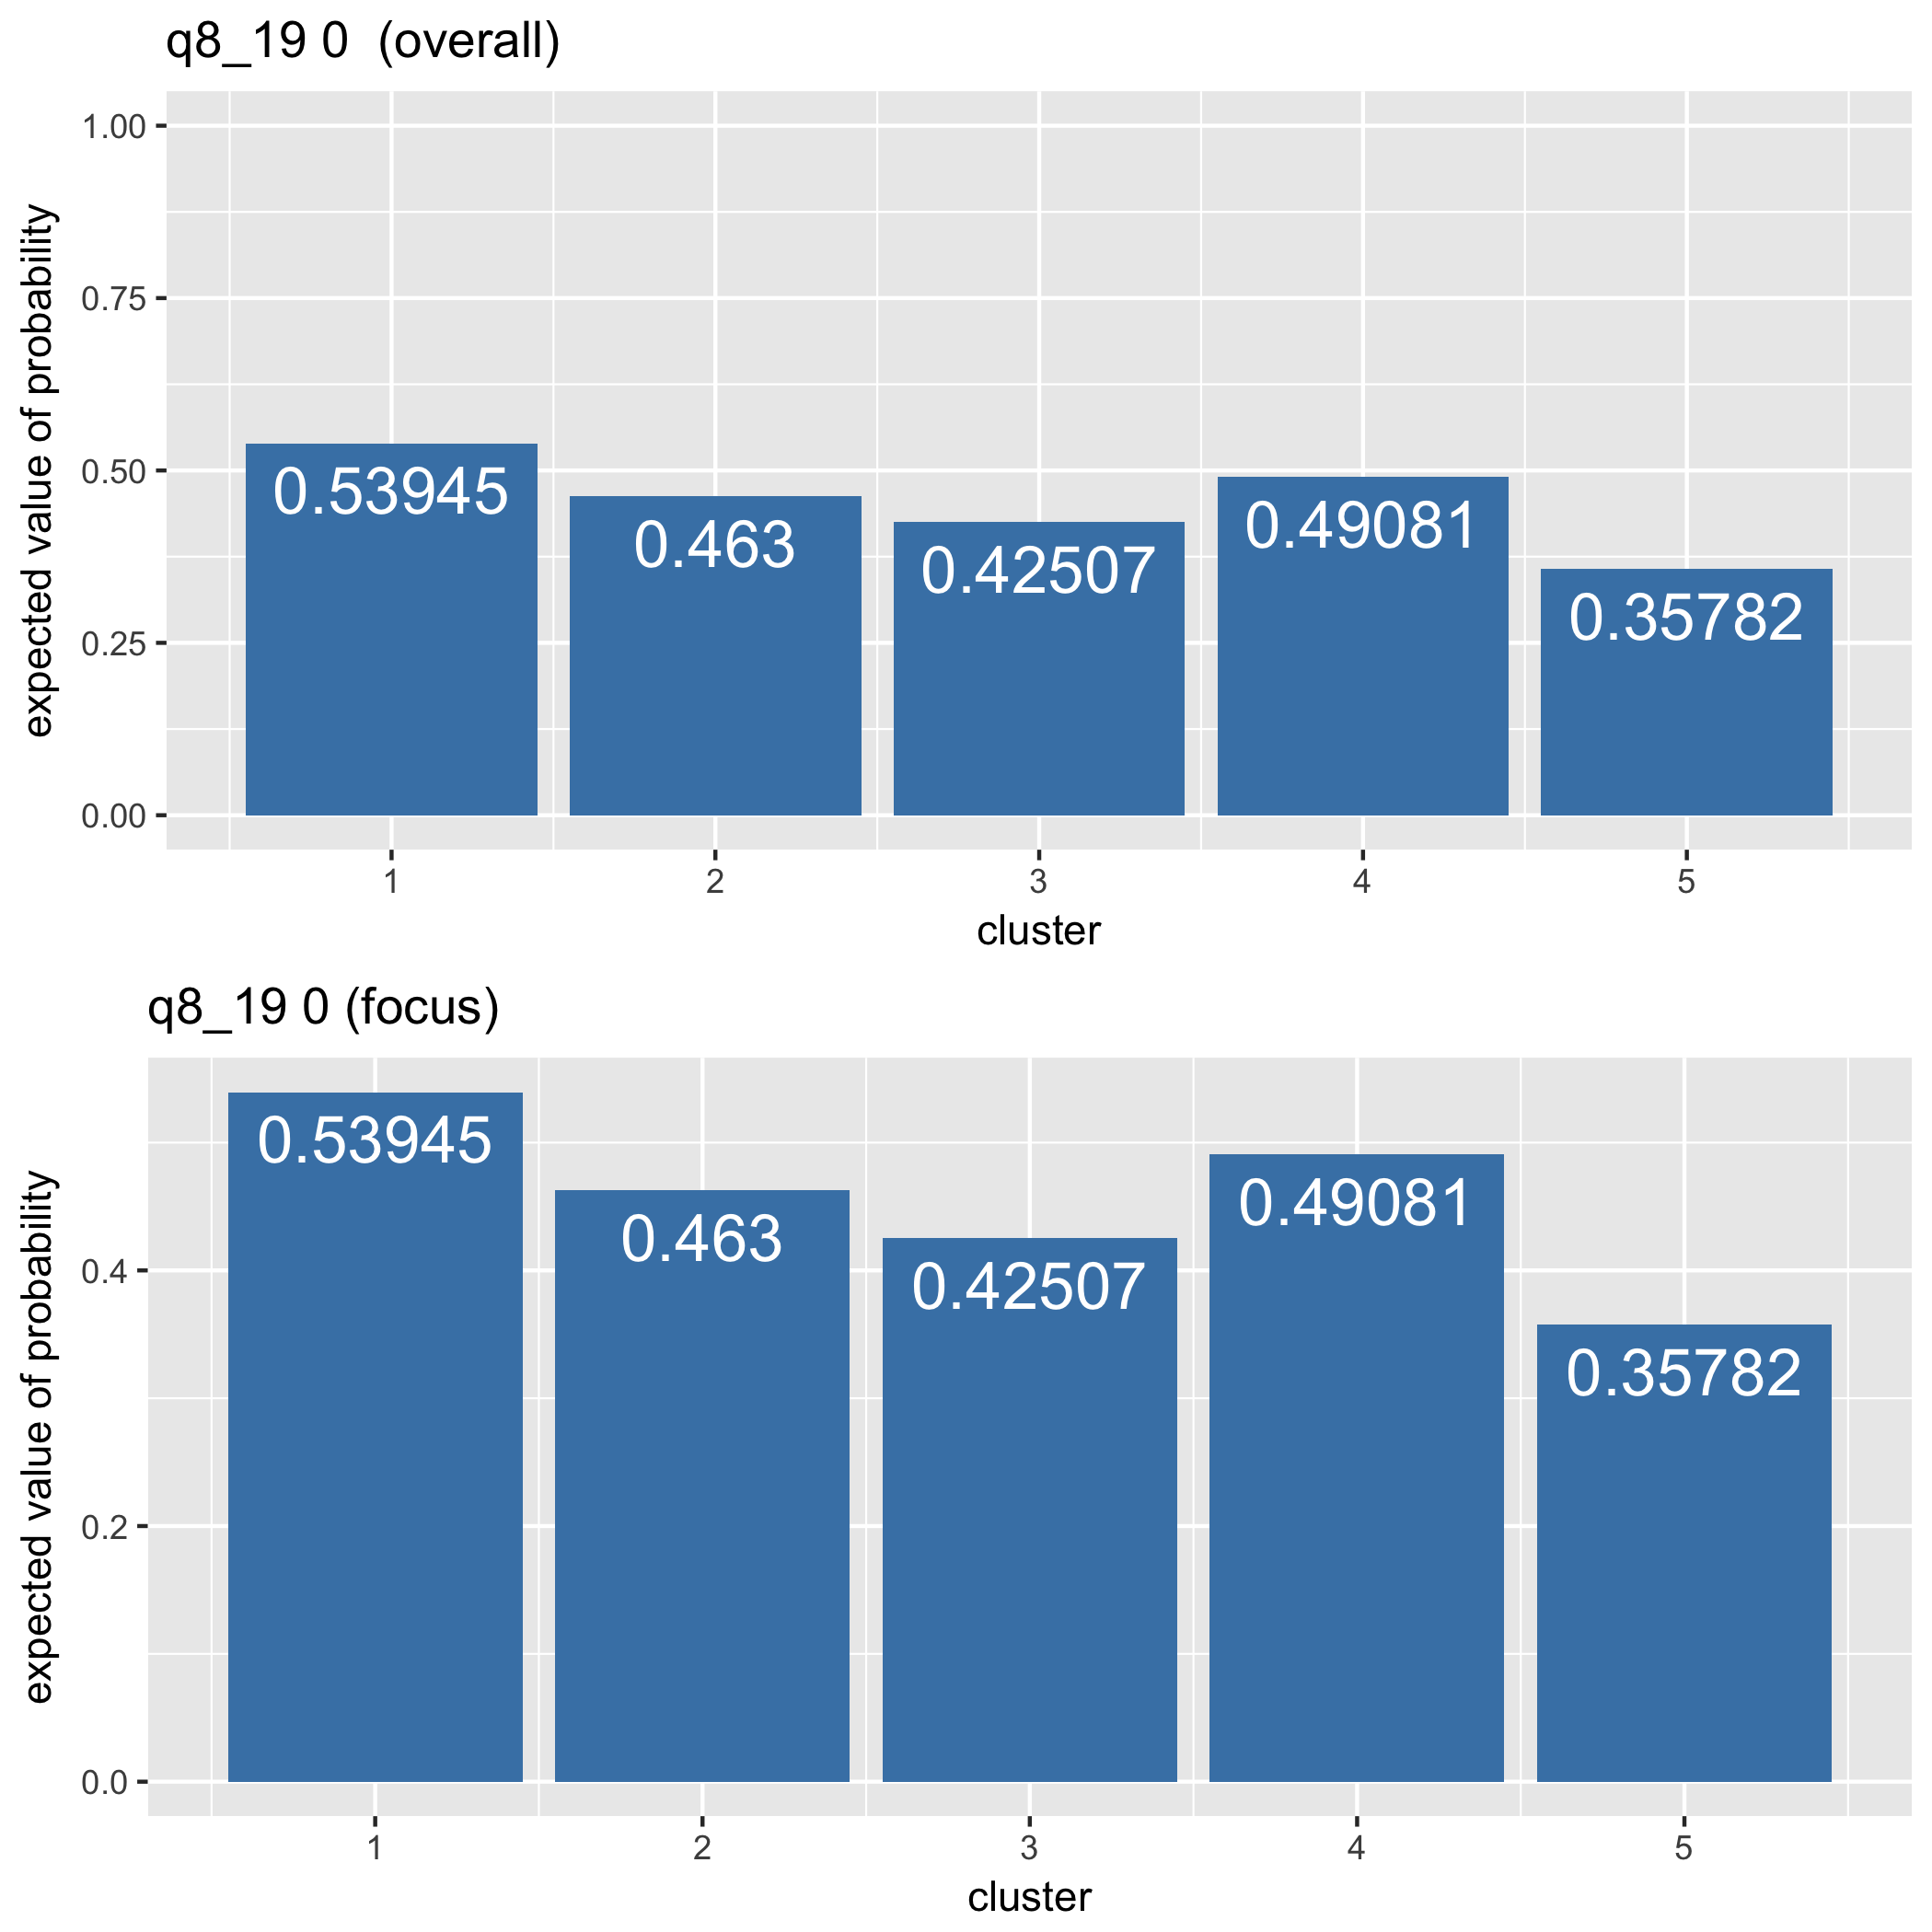 q8_19 0  (overall)
expected value of probability
1.00
0.75
0.50
0.25
0.00
0.53945
0.463
0.42507
0.49081
0.35782
1 2 3 4 5
cluster
q8_19 0 (focus)
expected value of probability
0.4
0.2
0.0
0.53945
0.463
0.42507
0.49081
0.35782
1 2 3 4 5
cluster